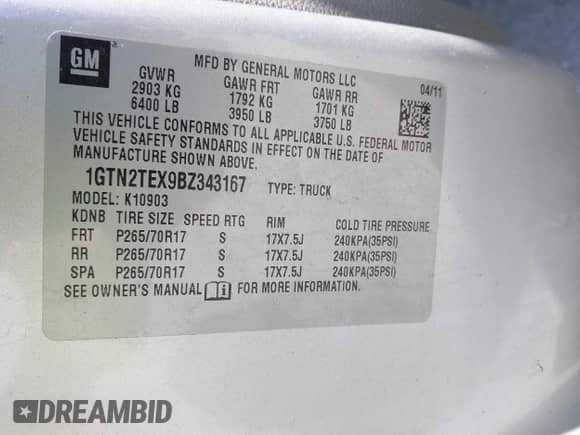 GM
MFD BY GENERAL MOTORS LLC
GVWR GAWR FRT GAWR RR 04/11
2903 KG 1792 KG 1701 KG
6400 LB 3950 LB 3750 LB
THIS VEHICLE CONFORMS TO ALL APPLICABLE U.S. FEDERAL MOTOR
VEHICLE SAFETY STANDARDS IN EFFECT ON THE DATE OF
MANUFACTURE SHOWN ABOVE.
1GTN2TEX9BZ343167 TYPE: TRUCK
MODEL: K10903
KDNB TIRE SIZE SPEED RTG RIM COLD TIRE PRESSURE
FRT P265/70R17 S 17X7.5J 240KPA(35PSI)
RR P265/70R17 S 17X7.5J 240KPA(35PSI)
SPA P265/70R17 S 17X7.5J 240KPA(35PSI)
SEE OWNER'S MANUAL FOR MORE INFORMATION.
DREAMBID